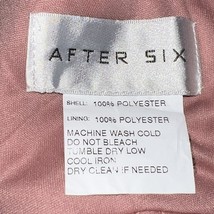 AFTER SIX
SHELL: 100% POLYESTER
LINING: 100% POLYESTER
MACHINE WASH COLD
DO NOT BLEACH
TUMBLE DRY LOW
COOL IRON
DRY CLEAN IF NEEDED